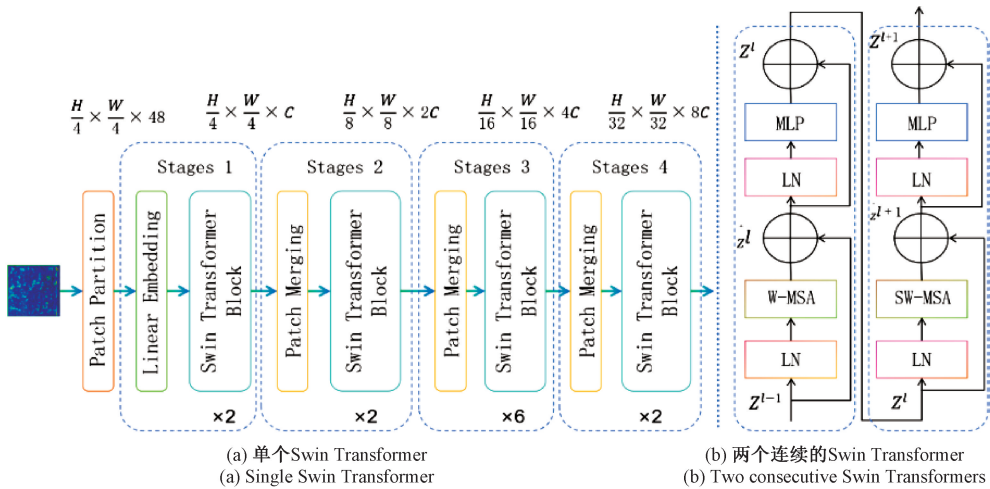 H/4 × W/4 × 48
H/4 × W/4 × C
H/8 × W/8 × 2C
H/16 × W/16 × 4C
H/32 × W/32 × 8C
Patch Partition
Stages 1
Linear Embedding
Swin Transformer
Block
×2
Stages 2
Patch Merging
Swin Transformer
Block
×2
Stages 3
Patch Merging
Swin Transformer
Block
×6
Stages 4
Patch Merging
Swin Transformer
Block
×2
(a) 单个Swin Transformer
(a) Single Swin Transformer
Z^l
MLP
LN
ẑ^l
W-MSA
LN
Z^{l-1}
Z^{l+1}
MLP
LN
ẑ^{l+1}
SW-MSA
LN
Z^l
(b) 两个连续的Swin Transformer
(b) Two consecutive Swin Transformers